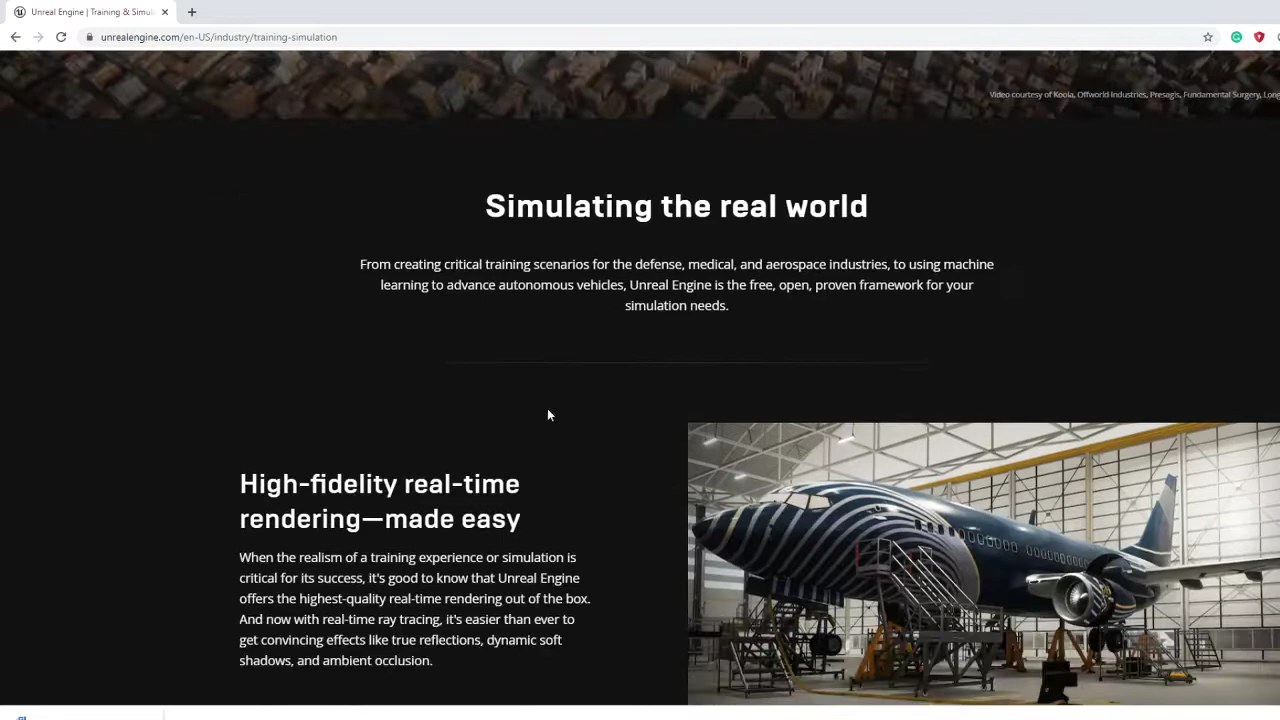 Unreal Engine | Training & Simul
unrealengine.com/en-US/industry/training-simulation
Video courtesy of Koola, Offworld Industries, Presagis, Fundamental Surgery, Long
Simulating the real world
From creating critical training scenarios for the defense, medical, and aerospace industries, to using machine
learning to advance autonomous vehicles, Unreal Engine is the free, open, proven framework for your
simulation needs.
High-fidelity real-time
rendering—made easy
When the realism of a training experience or simulation is
critical for its success, it's good to know that Unreal Engine
offers the highest-quality real-time rendering out of the box.
And now with real-time ray tracing, it's easier than ever to
get convincing effects like true reflections, dynamic soft
shadows, and ambient occlusion.